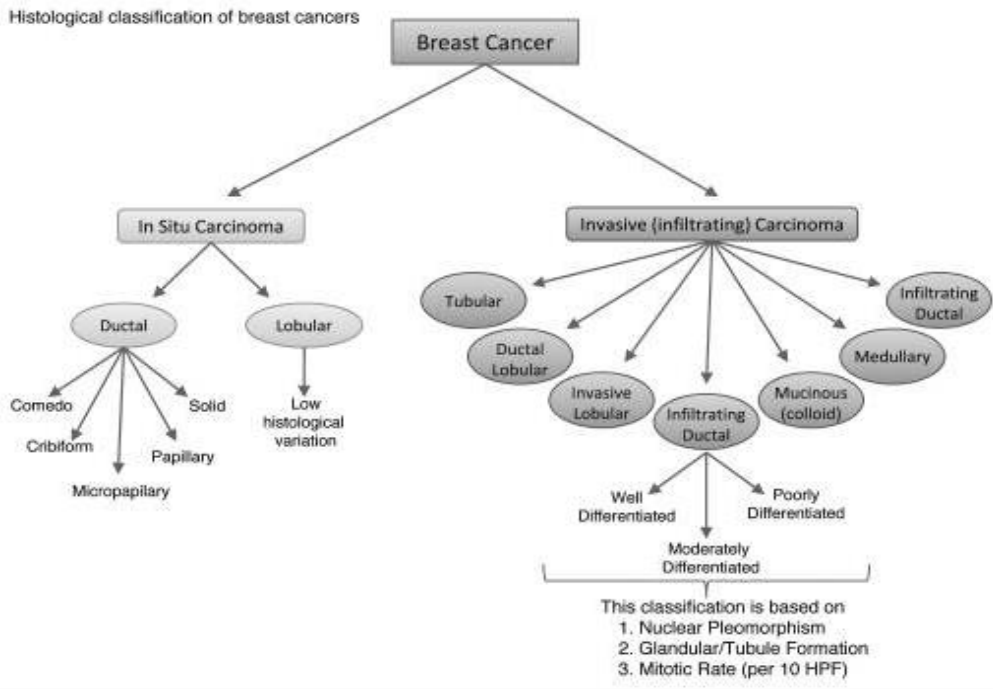 Histological classification of breast cancers
Breast Cancer
In Situ Carcinoma
Invasive (infiltrating) Carcinoma
Ductal
Lobular
Comedo
Cribiform
Micropapilary
Papillary
Solid
Low
histological
variation
Tubular
Ductal
Lobular
Invasive
Lobular
Infiltrating
Ductal
Mucinous
(colloid)
Medullary
Infiltrating
Ductal
Well
Differentiated
Moderately
Differentiated
Poorly
Differentiated
This classification is based on
1. Nuclear Pleomorphism
2. Glandular/Tubule Formation
3. Mitotic Rate (per 10 HPF)